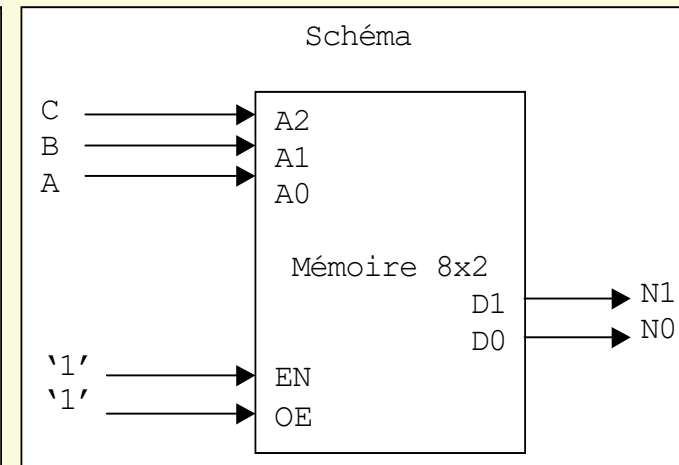 Schéma
C
A2
B
A1
A
A0
Mémoire 8x2
D1
N1
D0
N0
‘1’
EN
‘1’
OE